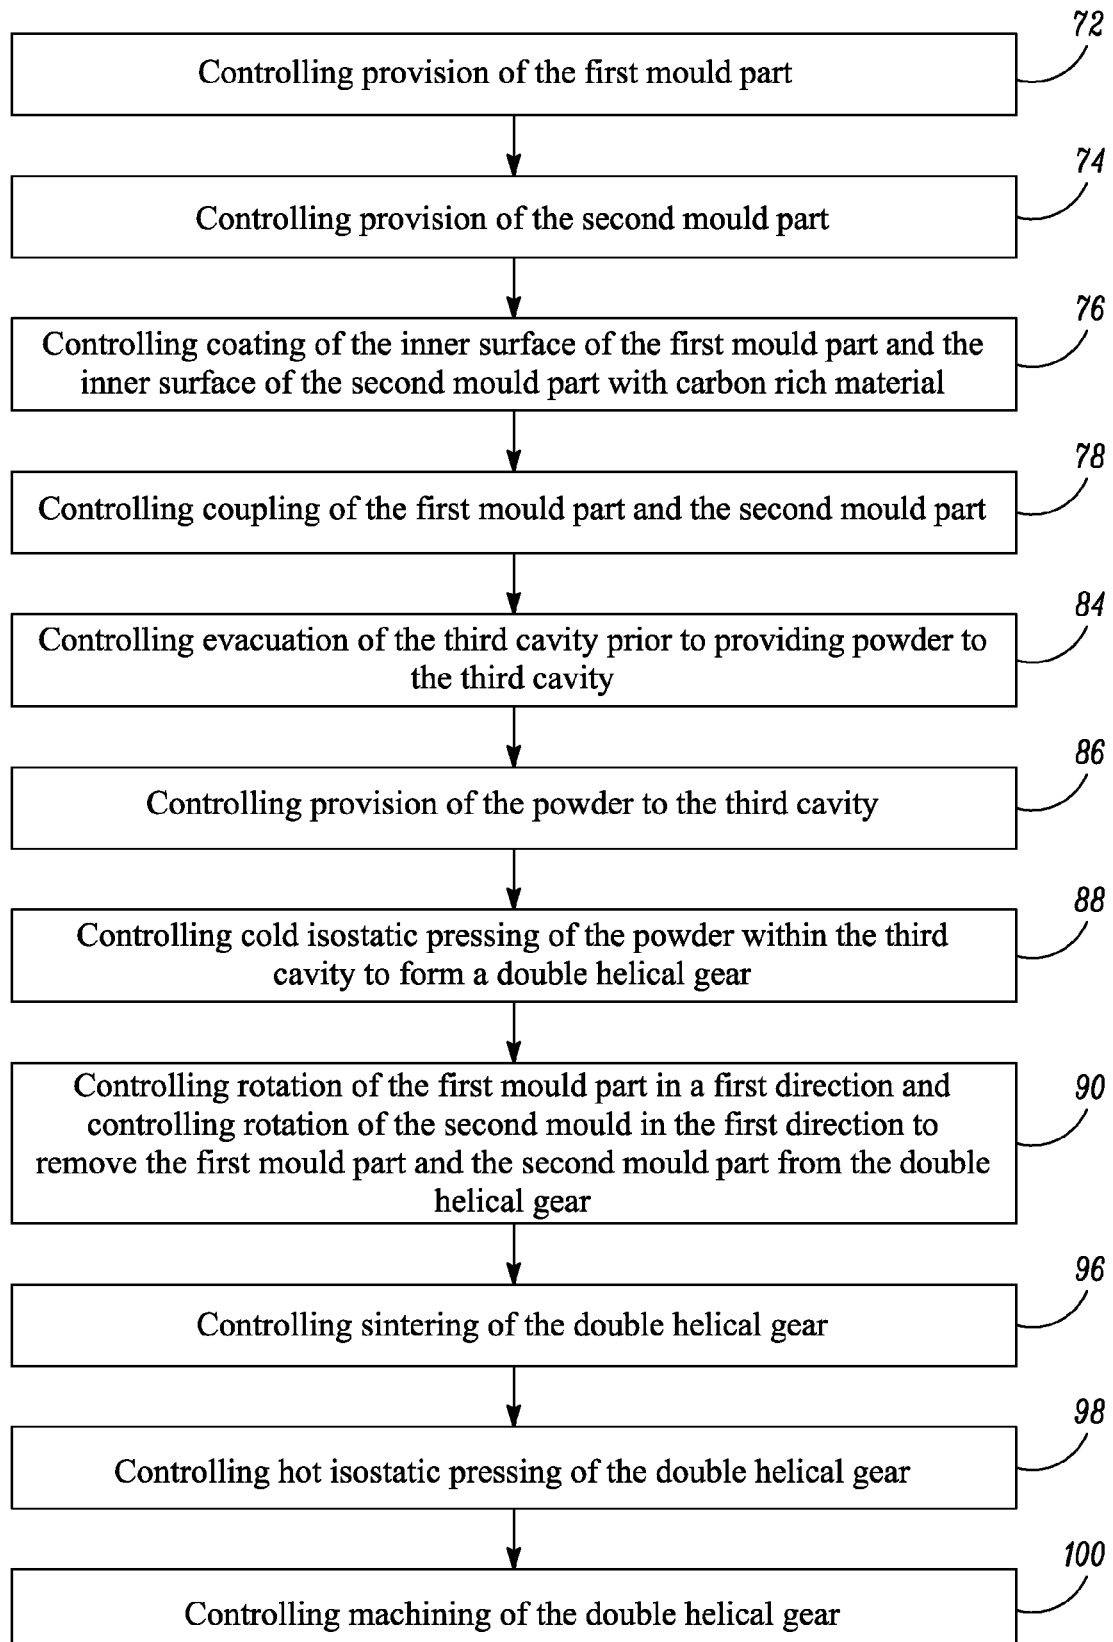 72
Controlling provision of the first mould part
74
Controlling provision of the second mould part
76
Controlling coating of the inner surface of the first mould part and the
inner surface of the second mould part with carbon rich material
78
Controlling coupling of the first mould part and the second mould part
84
Controlling evacuation of the third cavity prior to providing powder to
the third cavity
86
Controlling provision of the powder to the third cavity
88
Controlling cold isostatic pressing of the powder within the third
cavity to form a double helical gear
90
Controlling rotation of the first mould part in a first direction and
controlling rotation of the second mould in the first direction to
remove the first mould part and the second mould part from the double
helical gear
96
Controlling sintering of the double helical gear
98
Controlling hot isostatic pressing of the double helical gear
100
Controlling machining of the double helical gear